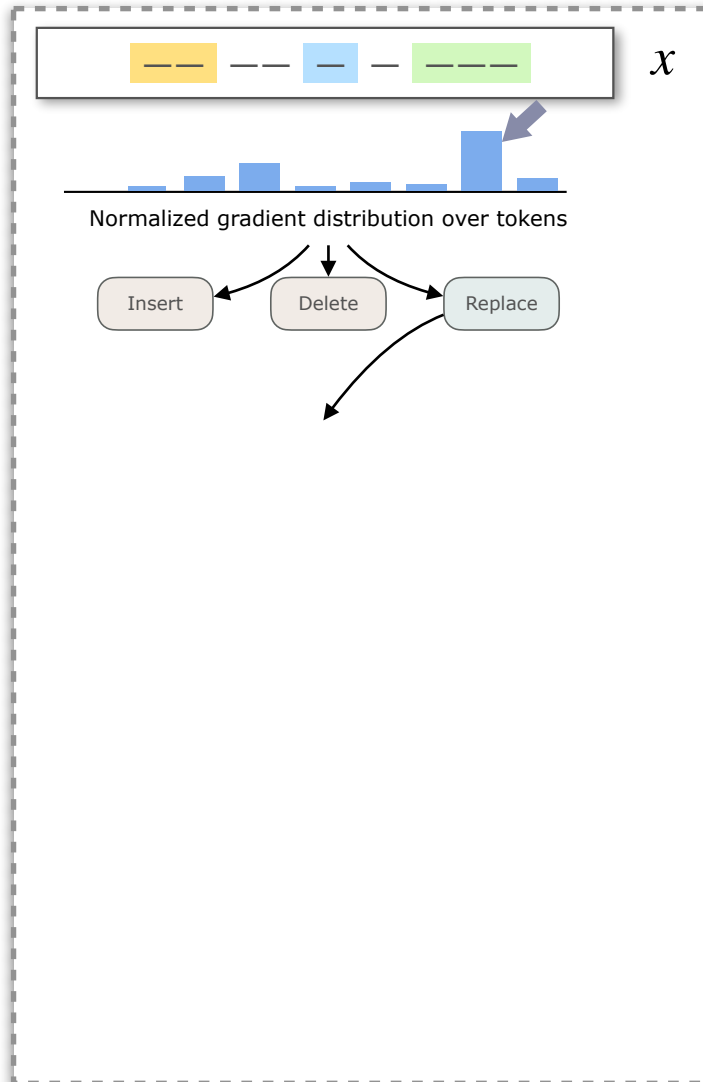 x
Normalized gradient distribution over tokens
Insert Delete Replace